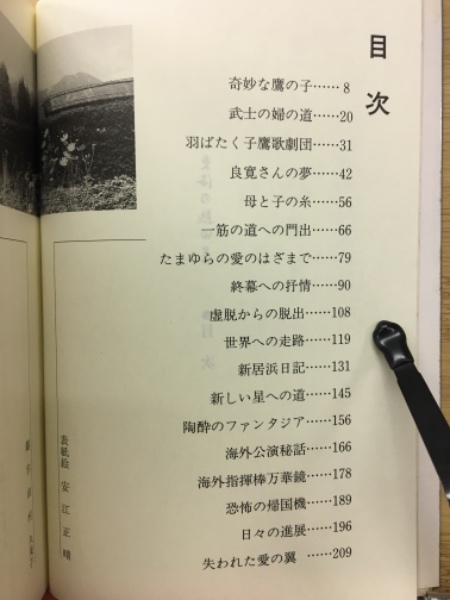 目次
奇妙な鷹の子……8
武士の婦の道……20
羽ばたく子鷹歌劇団……31
良寛さんの夢……42
母と子の糸……56
一筋の道への門出……66
たまゆらの愛のはざまで……79
終幕への抒情……90
虚脱からの脱出……108
世界への走路……119
新居浜日記……131
新しい星への道……145
陶酔のファンタジア……156
海外公演秘話……166
海外指揮棒万華鏡……178
恐怖の帰国機……189
日々の進展……196
失われた愛の翼 ……209
表紙絵 安江正晴